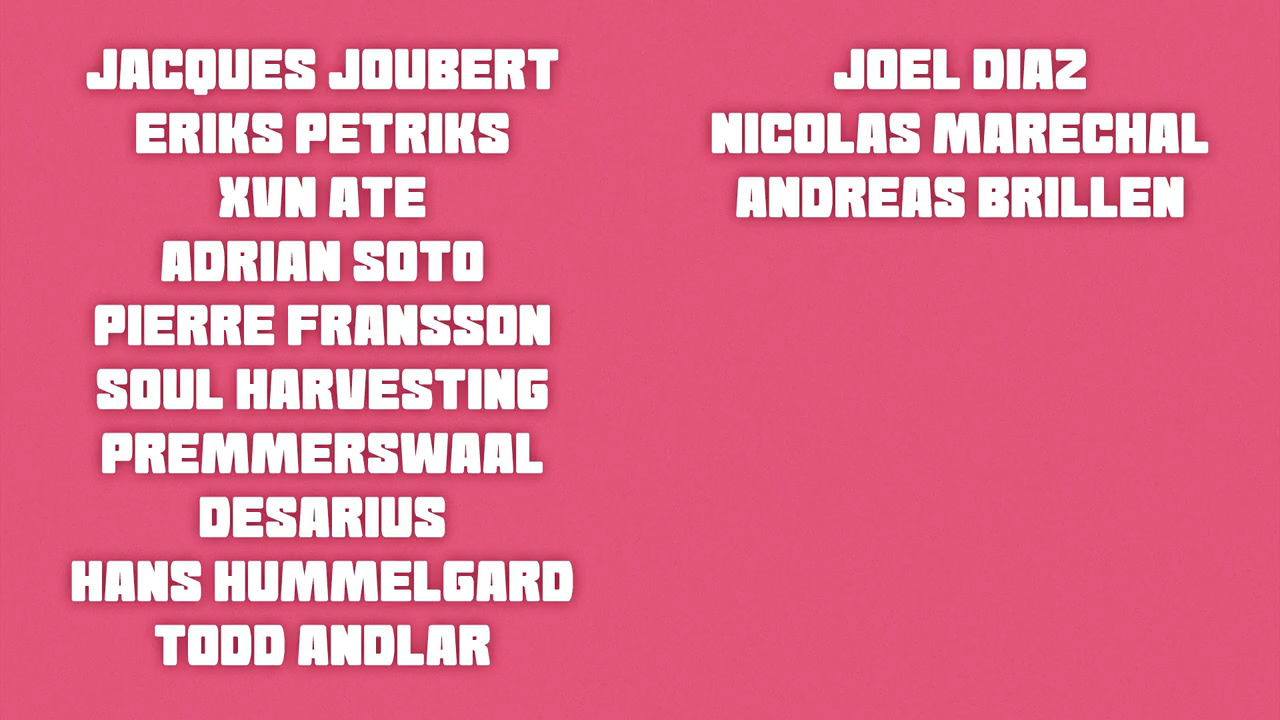 JACQUES JOUBERT
ERIKS PETRIKS
XVN ATE
ADRIAN SOTO
PIERRE FRANSSON
SOUL HARVESTING
PREMMERSWAAL
DESARIUS
HANS HUMMELGARD
TODD ANDLAR
JOEL DIAZ
NICOLAS MARECHAL
ANDREAS BRILLEN